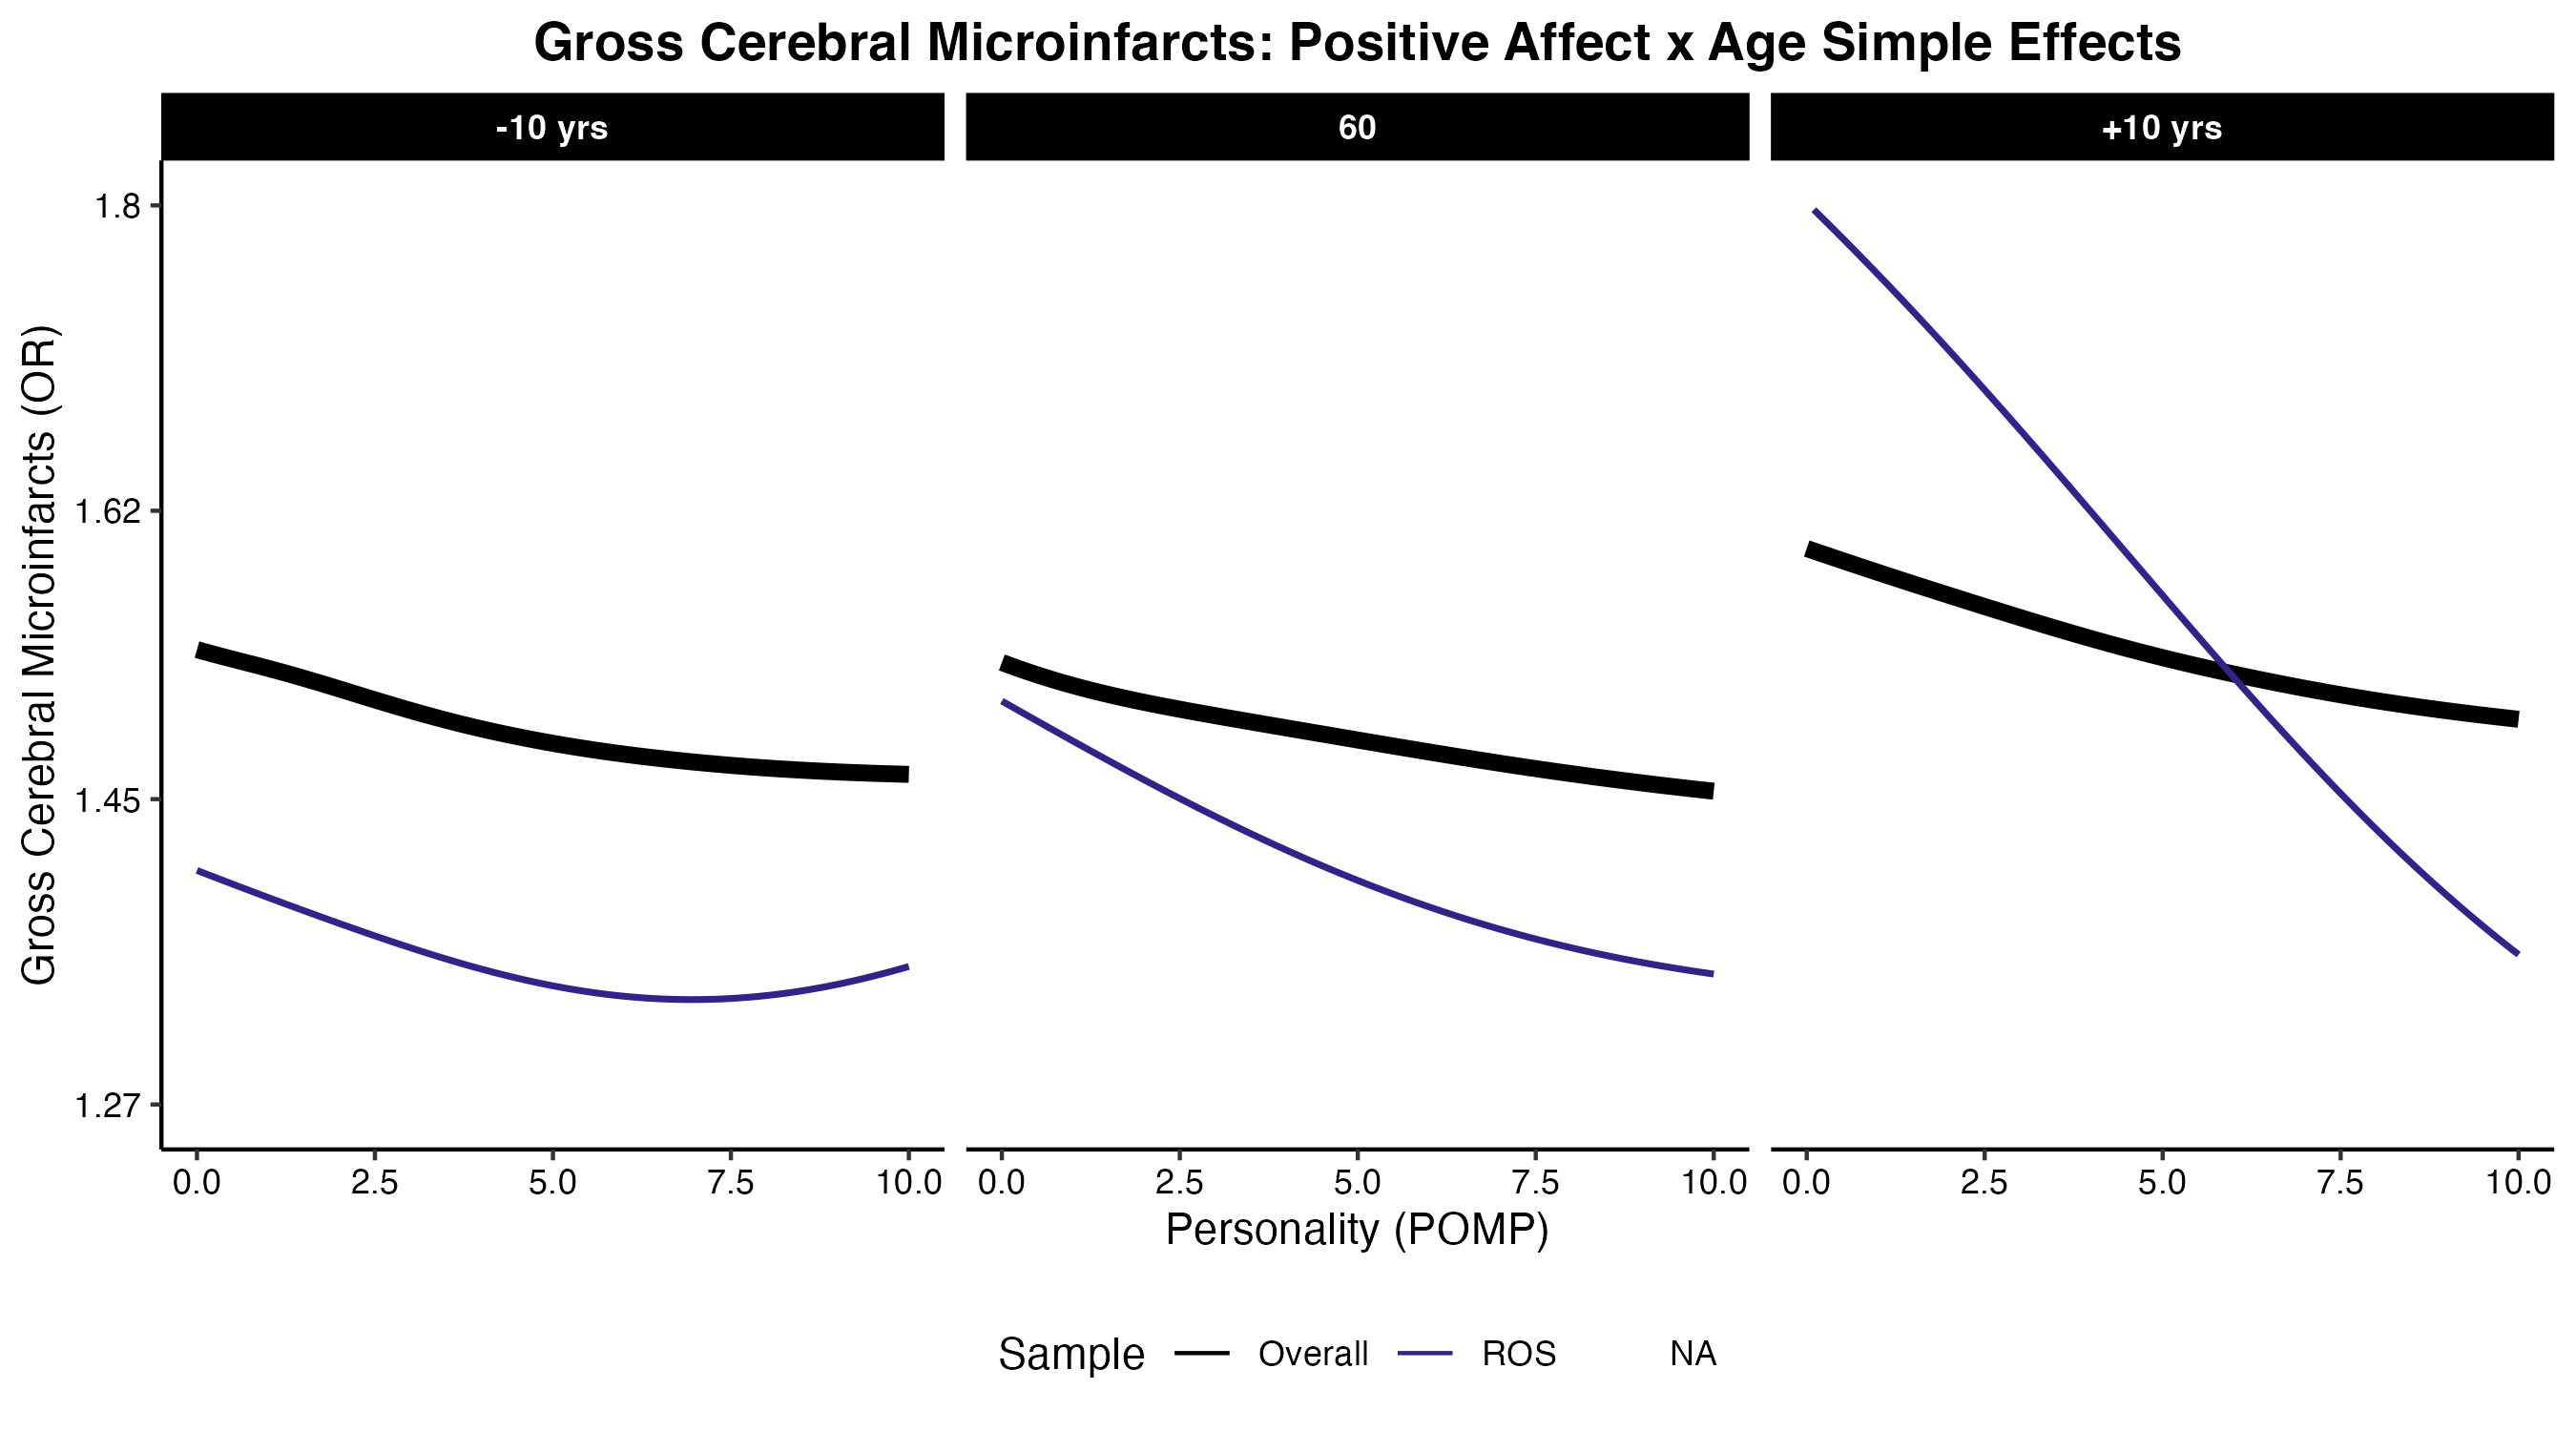 Gross Cerebral Microinfarcts: Positive Affect x Age Simple Effects
-10 yrs
60
+10 yrs
Gross Cerebral Microinfarcts (OR)
1.8
1.62
1.45
1.27
0.0 2.5 5.0 7.5 10.0
0.0 2.5 5.0 7.5 10.0
0.0 2.5 5.0 7.5 10.0
Personality (POMP)
Sample Overall ROS NA